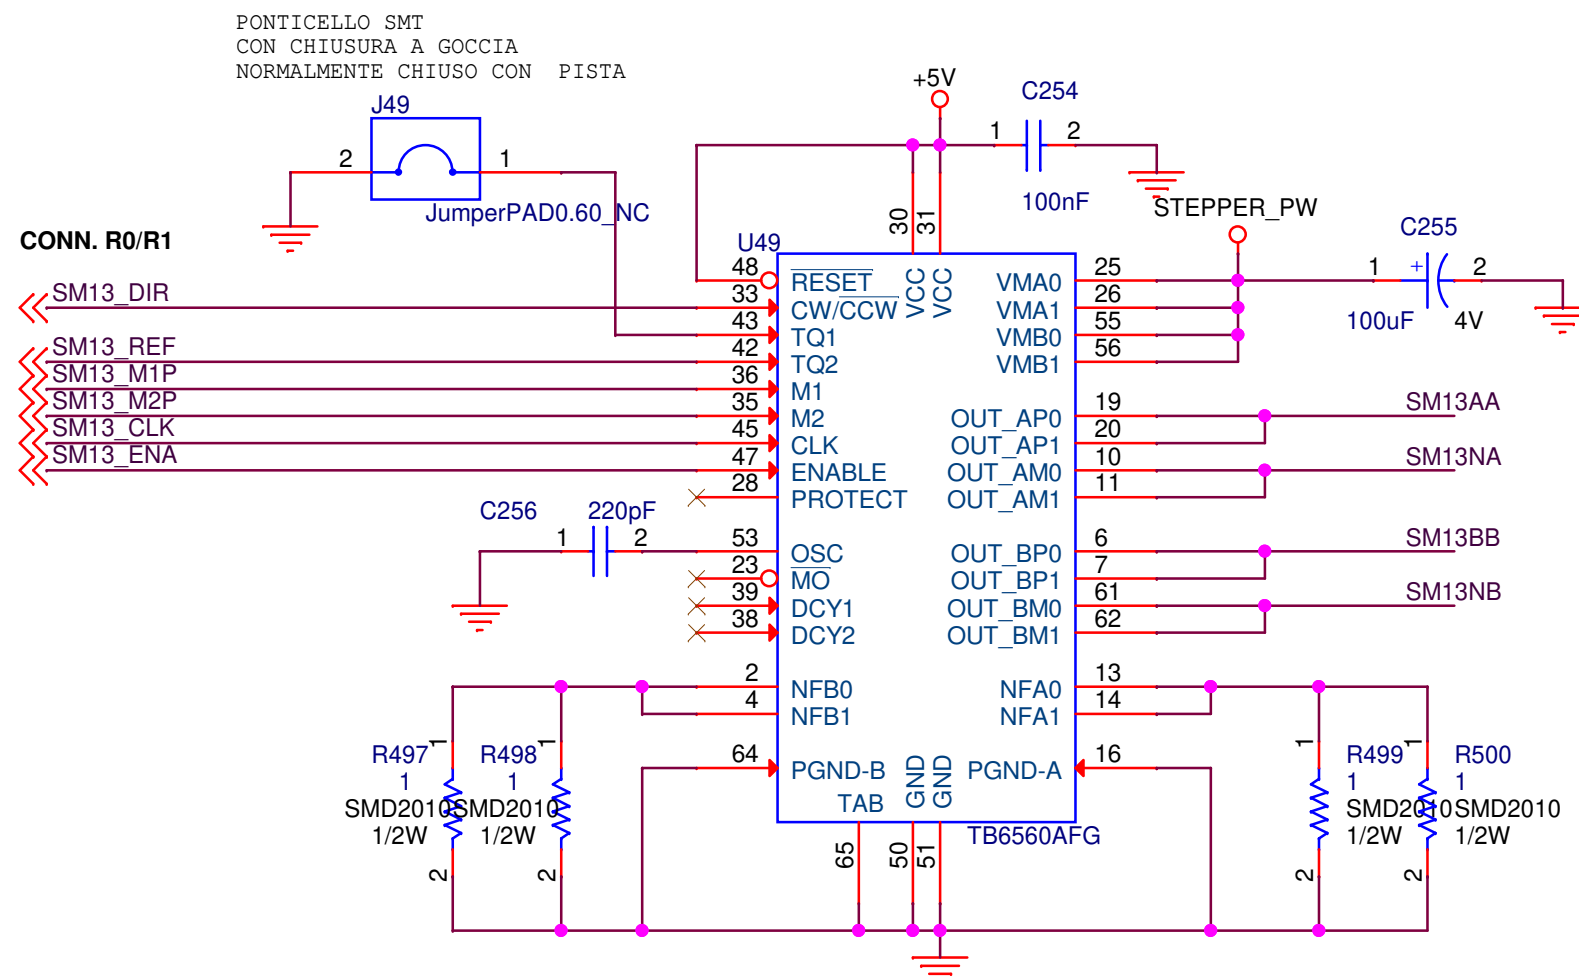 PONTICELLO SMT
CON CHIUSURA A GOCCIA
NORMALMENTE CHIUSO CON  PISTA
J49
2
1
JumperPAD0.60_NC
+5V
C254
1
2
100nF
STEPPER_PW
C255
1
+
2
100uF
4V
CONN. R0/R1
U49
30
31
VCC
VCC
SM13_DIR
SM13_REF
SM13_M1P
SM13_M2P
SM13_CLK
SM13_ENA
48
RESET
33
CW/CCW
43
TQ1
42
TQ2
36
M1
35
M2
45
CLK
47
ENABLE
28
PROTECT
C256
220pF
1
2
53
OSC
23
MO
39
DCY1
38
DCY2
2
NFB0
4
NFB1
64
PGND-B
VMA0
25
VMA1
26
VMB0
55
VMB1
56
OUT_AP0
19
SM13AA
OUT_AP1
20
OUT_AM0
10
SM13NA
OUT_AM1
11
OUT_BP0
6
SM13BB
OUT_BP1
7
OUT_BM0
61
SM13NB
OUT_BM1
62
NFA0
13
NFA1
14
PGND-A
16
TAB
GND
GND
65
50
51
TB6560AFG
R497
1
SMD2010
1/2W
1
2
R498
1
SMD2010
1/2W
1
2
R499
1
SMD2010
1/2W
1
2
R500
1
SMD2010
1/2W
1
2